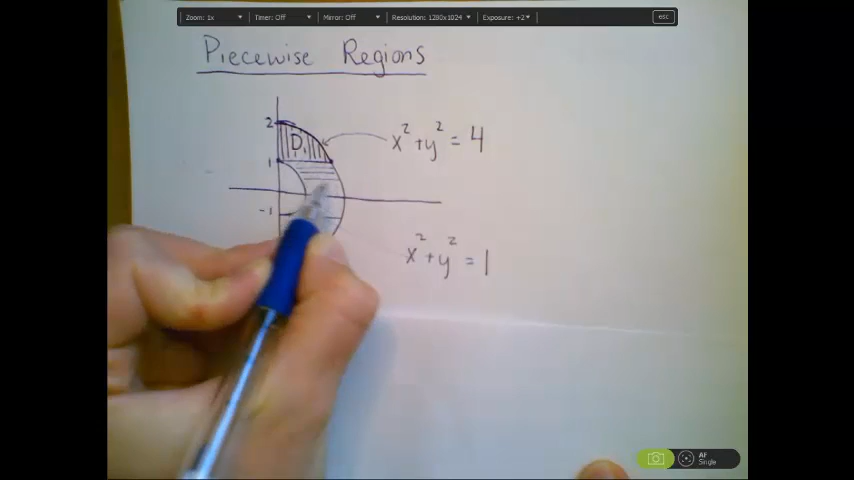 Zoom: 1x Timer: Off Mirror: Off Resolution: 1280x1024 Exposure: +2 esc
Piecewise Regions
2
D₁
x² + y² = 4
1
-1
x² + y² = 1
AF
Single